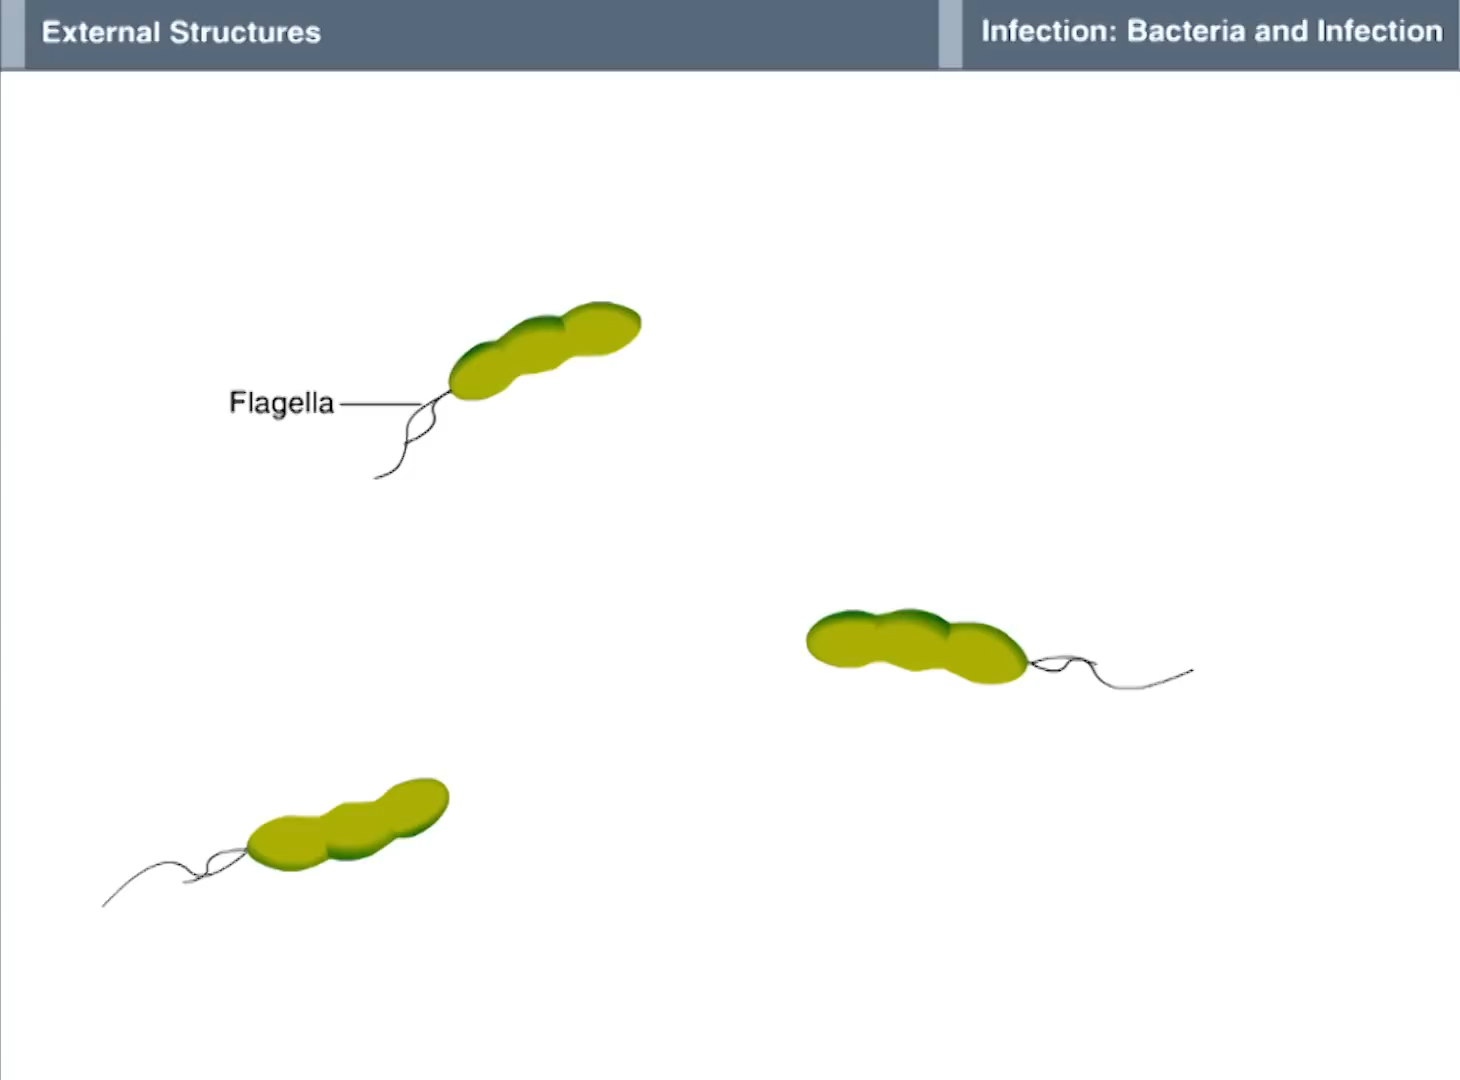 External Structures
Infection: Bacteria and Infection
Flagella